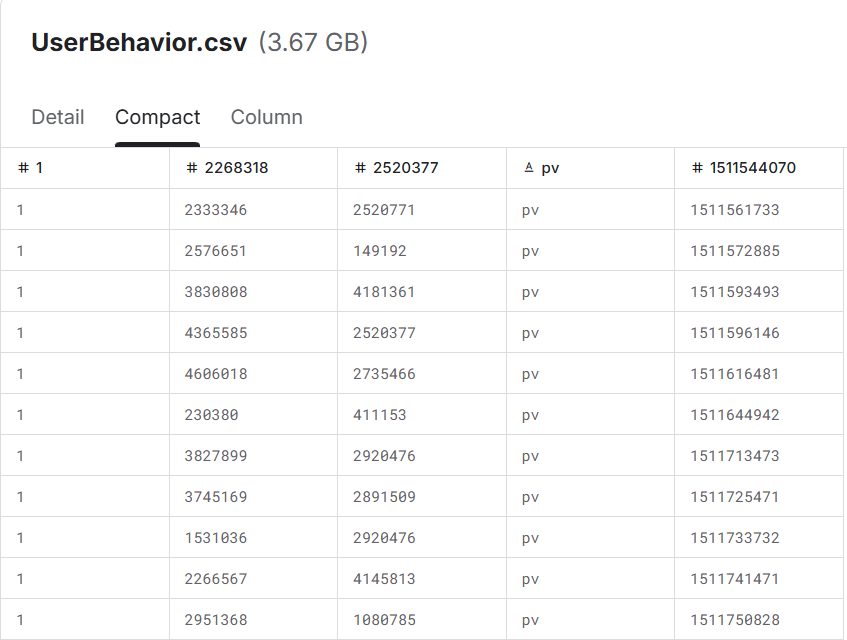 UserBehavior.csv (3.67 GB)
Detail Compact Column
# 1 # 2268318 # 2520377 A pv # 1511544070
1 2333346 2520771 pv 1511561733
1 2576651 149192 pv 1511572885
1 3830808 4181361 pv 1511593493
1 4365585 2520377 pv 1511596146
1 4606018 2735466 pv 1511616481
1 230380 411153 pv 1511644942
1 3827899 2920476 pv 1511713473
1 3745169 2891509 pv 1511725471
1 1531036 2920476 pv 1511733732
1 2266567 4145813 pv 1511741471
1 2951368 1080785 pv 1511750828